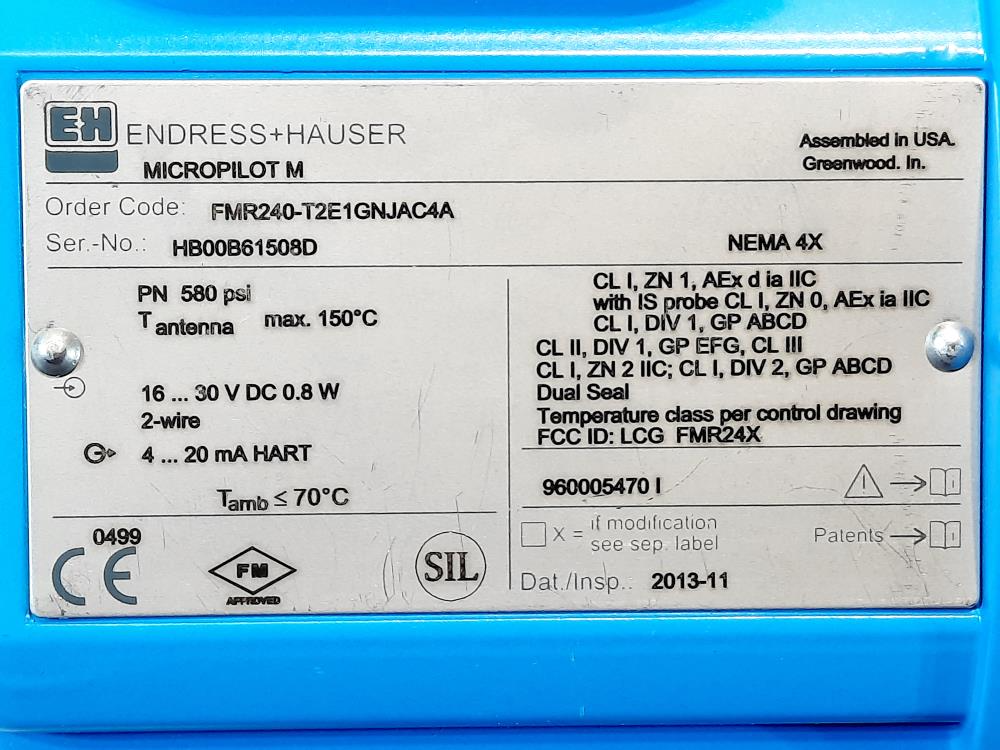 E+H ENDRESS+HAUSER
MICROPILOT M
Assembled in USA.
Greenwood. In.
Order Code: FMR240-T2E1GNJAC4A
Ser.-No.: HB00B61508D
NEMA 4X
PN 580 psi
T antenna max. 150°C
16 ... 30 V DC 0.8 W
2-wire
4 ... 20 mA HART
Tamb ≤ 70°C
CL I, ZN 1, AEx d ia IIC
with IS probe CL I, ZN 0, AEx ia IIC
CL I, DIV 1, GP ABCD
CL II, DIV 1, GP EFG, CL III
CL I, ZN 2 IIC; CL I, DIV 2, GP ABCD
Dual Seal
Temperature class per control drawing
FCC ID: LCG FMR24X
960005470 I
X = if modification
see sep. label
Patents
Dat./Insp.: 2013-11
0499
CE
FM
APPROVED
SIL